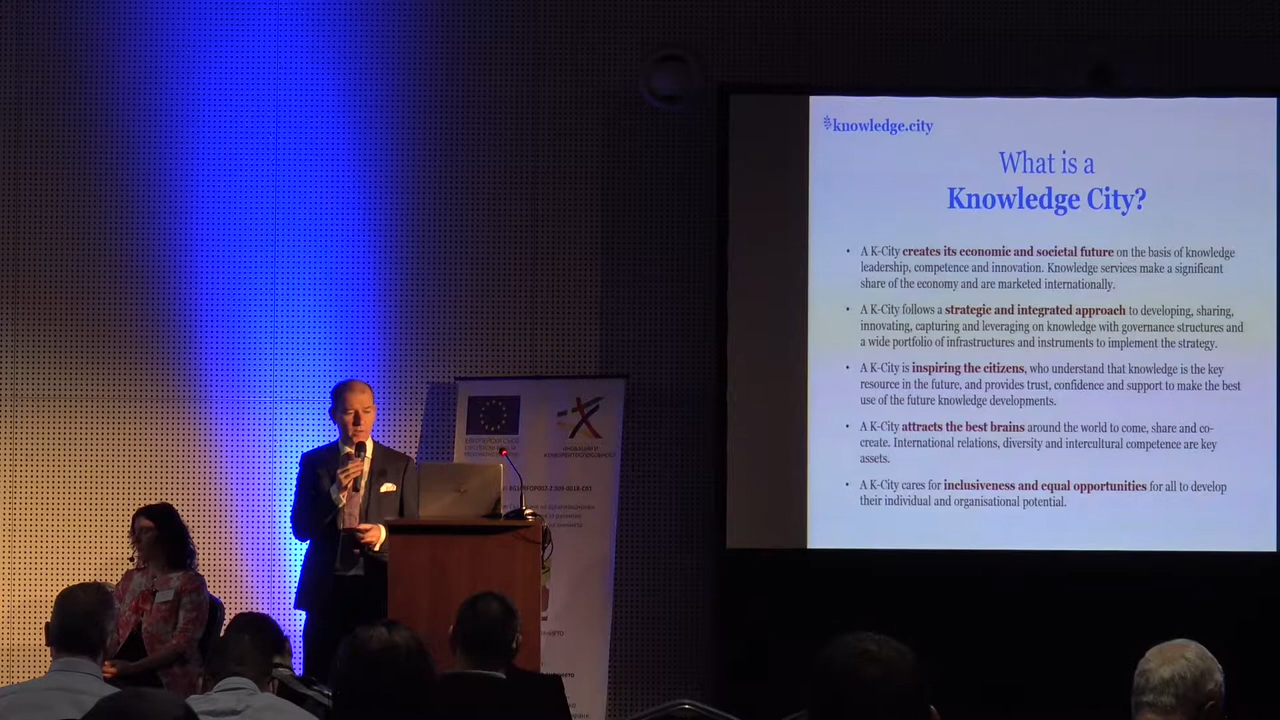 knowledge.city
What is a
Knowledge City?
• A K-City creates its economic and societal future on the basis of knowledge
leadership, competence and innovation. Knowledge services make a significant
share of the economy and are marketed internationally.
• A K-City follows a strategic and integrated approach to developing, sharing,
innovating, capturing and leveraging on knowledge with governance structures and
a wide portfolio of infrastructures and instruments to implement the strategy.
• A K-City is inspiring the citizens, who understand that knowledge is the key
resource in the future, and provides trust, confidence and support to make the best
use of the future knowledge developments.
• A K-City attracts the best brains around the world to come, share and co-
create. International relations, diversity and intercultural competence are key
assets.
• A K-City cares for inclusiveness and equal opportunities for all to develop
their individual and organisational potential.
ЕВРОПЕЙСКИ СЪЮЗ
ИНОВАЦИИ И
КОНКУРЕНТОСПОСОБНОСТ